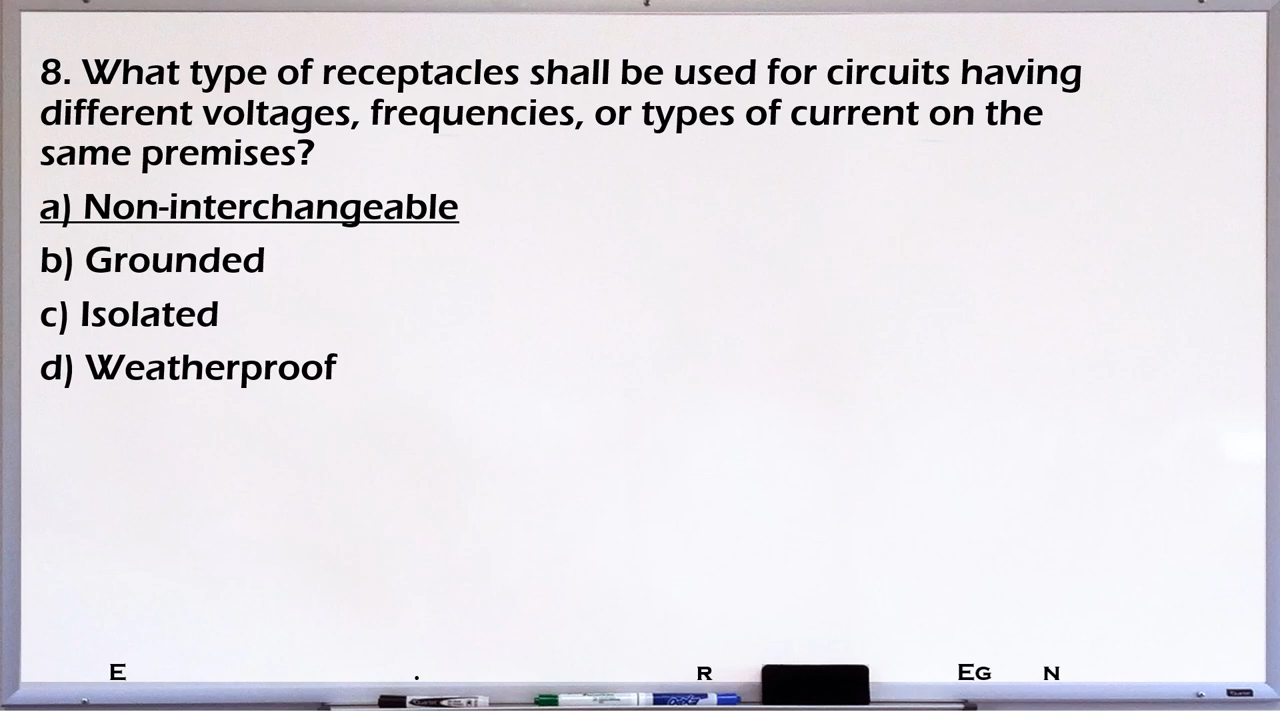 8. What type of receptacles shall be used for circuits having
different voltages, frequencies, or types of current on the
same premises?
a) Non-interchangeable
b) Grounded
c) Isolated
d) Weatherproof
E . R EG N